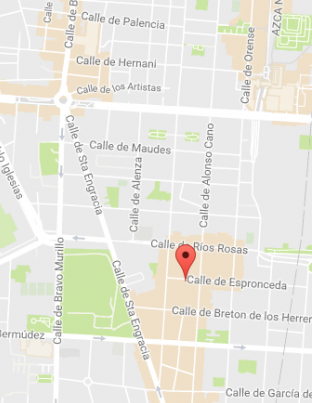 Calle
Calle de B
Calle de Palencia
AZCA N
Calle de Orense
Calle de Hernani
Calle de los Artistas
Calle de Sta Engracia
Calle de Maudes
Calle de Alenza
Calle de Alonso Cano
lo Iglesias
Calle de Rios Rosas
Calle de Bravo Murillo
Calle de Sta Engracia
Calle de Espronceda
Calle de Breton de los Herrer
Bermúdez
Calle de García de